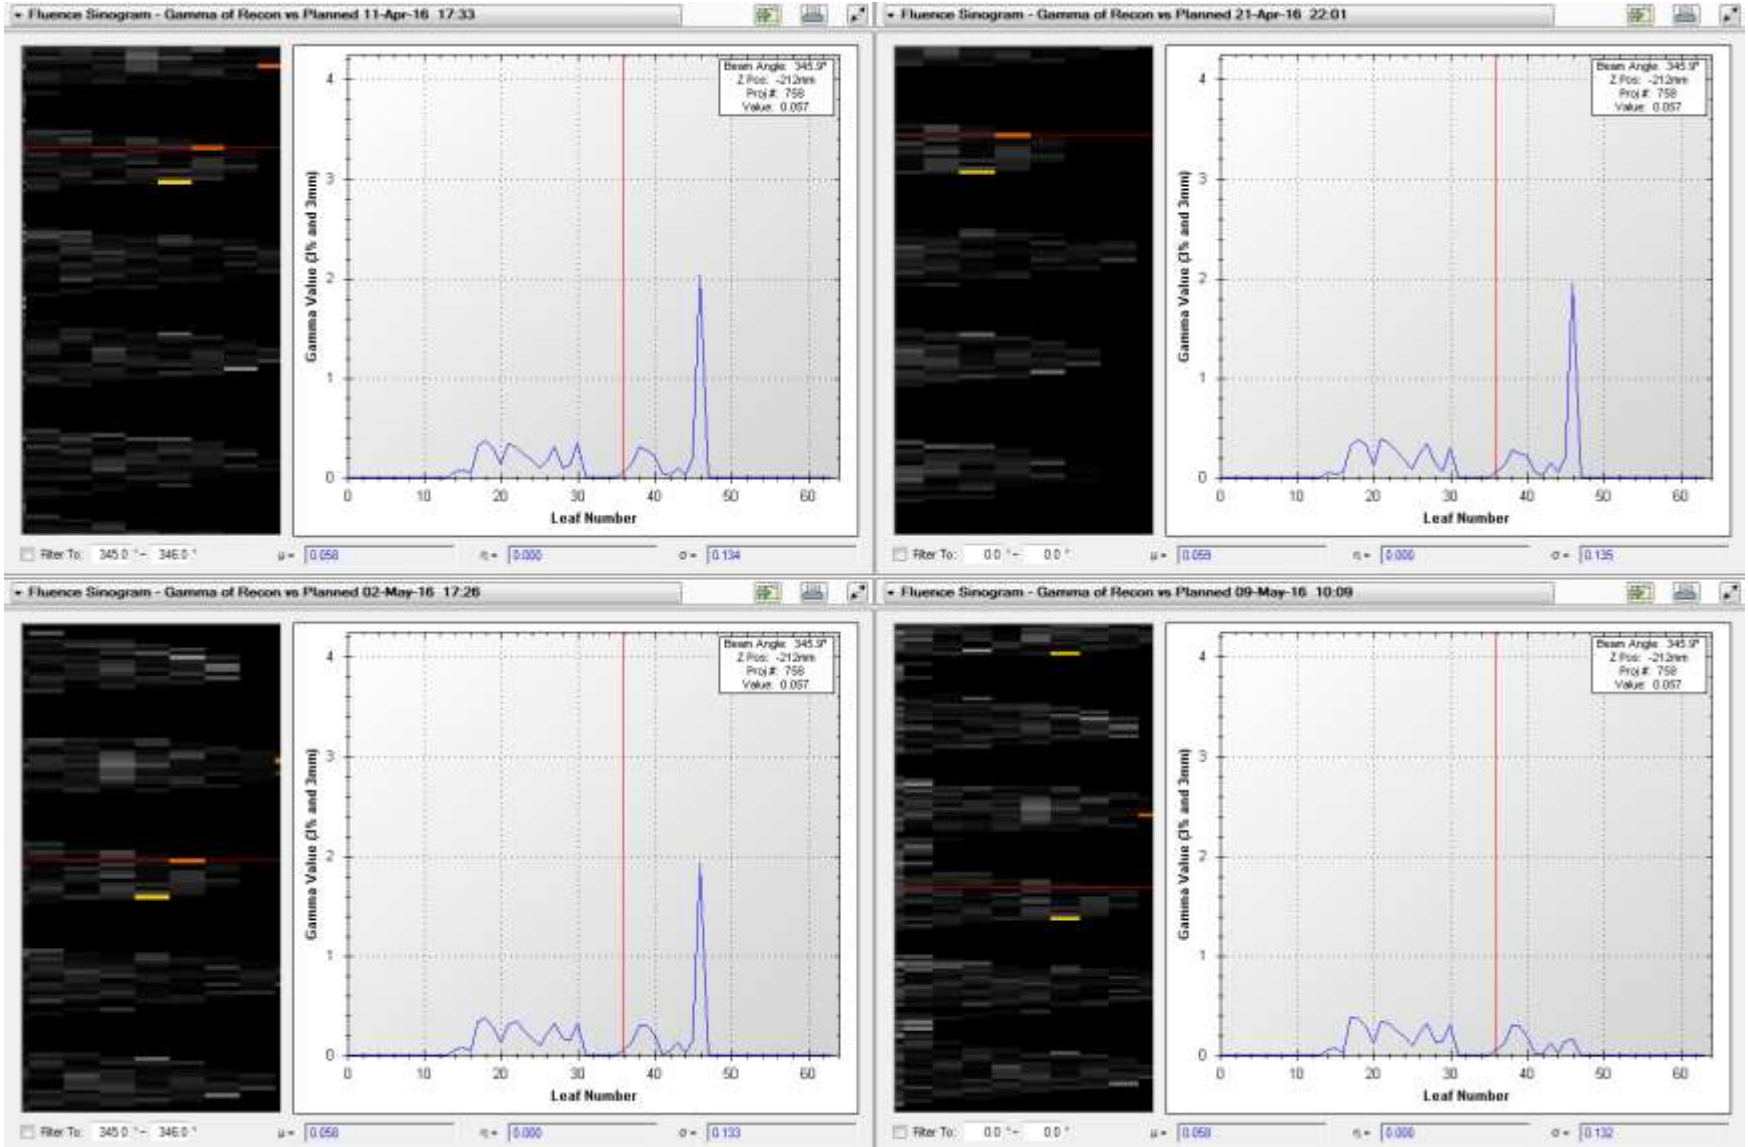 Fluence Sinogram - Gamma of Recon vs Planned 11-Apr-16 17:33
4
3
2
1
0
0 10 20 30 40 50 60
Gamma Value (3% and 3mm)
Leaf Number
Beam Angle: 345.9°
Z Pos: -212mm
Proj #: 758
Value: 0.057
Filter To: 345.0 °- 346.0 ° μ = 0.058 η = 0.000 σ = 0.134
Fluence Sinogram - Gamma of Recon vs Planned 21-Apr-16 22:01
4
3
2
1
0
0 10 20 30 40 50 60
Gamma Value (3% and 3mm)
Leaf Number
Beam Angle: 345.9°
Z Pos: -212mm
Proj #: 758
Value: 0.057
Filter To: 0.0 °- 0.0 ° μ = 0.059 η = 0.000 σ = 0.135
Fluence Sinogram - Gamma of Recon vs Planned 02-May-16 17:26
4
3
2
1
0
0 10 20 30 40 50 60
Gamma Value (3% and 3mm)
Leaf Number
Beam Angle: 345.9°
Z Pos: -212mm
Proj #: 758
Value: 0.057
Filter To: 345.0 °- 346.0 ° μ = 0.058 η = 0.000 σ = 0.133
Fluence Sinogram - Gamma of Recon vs Planned 09-May-16 10:09
4
3
2
1
0
0 10 20 30 40 50 60
Gamma Value (3% and 3mm)
Leaf Number
Beam Angle: 345.9°
Z Pos: -212mm
Proj #: 758
Value: 0.057
Filter To: 0.0 °- 0.0 ° μ = 0.058 η = 0.000 σ = 0.132